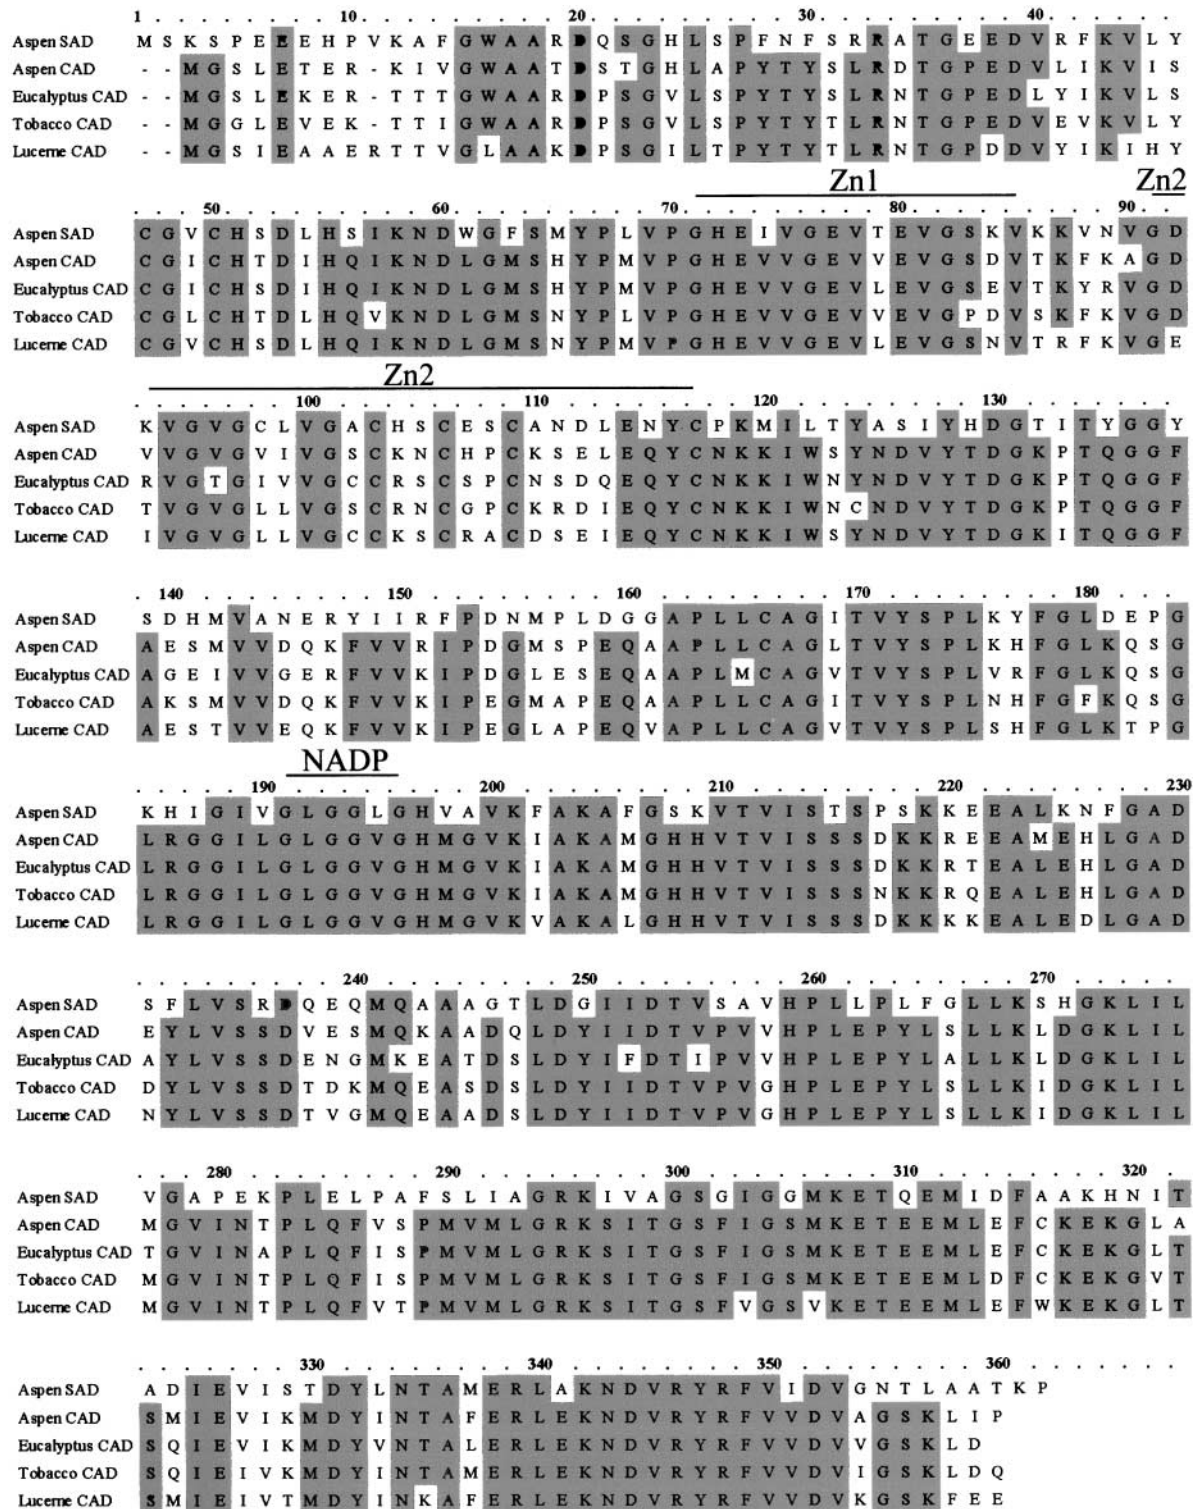 1 . . . 10 . . . . 20 . . . . 30 . . . . 40 . . .
Aspen SAD M S K S P E E E H P V K A F G W A A R D Q S G H L S P F N F S R R A T G E E D V R F K V L Y
Aspen CAD - - M G S L E T E R - K I V G W A A T D S T G H L A P Y T Y S L R D T G P E D V L I K V I S
Eucalyptus CAD - - M G S L E K E R - T T T G W A A R D P S G V L S P Y T Y S L R N T G P E D L Y I K V L S
Tobacco CAD - - M G G L E V E K - T T I G W A A R D P S G V L S P Y T Y T L R N T G P E D V E V K V L Y
Lucerne CAD - - M G S I E A A E R T T V G L A A K D P S G I L T P Y T Y T L R N T G P D D V Y I K I H Y
Zn1 Zn2
. . 50 . . . . 60 . . . . 70 . . . . 80 . . . . 90 . .
Aspen SAD C G V C H S D L H S I K N D W G F S M Y P L V P G H E I V G E V T E V G S K V K K V N V G D
Aspen CAD C G I C H T D I H Q I K N D L G M S H Y P M V P G H E V V G E V V E V G S D V T K F K A G D
Eucalyptus CAD C G I C H S D I H Q I K N D L G M S H Y P M V P G H E V V G E V L E V G S E V T K Y R V G D
Tobacco CAD C G L C H T D L H Q V K N D L G M S N Y P L V P G H E V V G E V V E V G P D V S K F K V G D
Lucerne CAD C G V C H S D L H Q I K N D L G M S N Y P M V P G H E V V G E V L E V G S N V T R F K V G E
Zn2
. . . 100 . . . . 110 . . . . 120 . . . . 130 . . . .
Aspen SAD K V G V G C L V G A C H S C E S C A N D L E N Y C P K M I L T Y A S I Y H D G T I T Y G G Y
Aspen CAD V V G V G V I V G S C K N C H P C K S E L E Q Y C N K K I W S Y N D V Y T D G K P T Q G G F
Eucalyptus CAD R V G T G I V V G C C R S C S P C N S D Q E Q Y C N K K I W N Y N D V Y T D G K P T Q G G F
Tobacco CAD T V G V G L L V G S C R N C G P C K R D I E Q Y C N K K I W N C N D V Y T D G K P T Q G G F
Lucerne CAD I V G V G L L V G C C K S C R A C D S E I E Q Y C N K K I W S Y N D V Y T D G K I T Q G G F
. 140 . . . . 150 . . . . 160 . . . . 170 . . . . 180 . .
Aspen SAD S D H M V A N E R Y I I R F P D N M P L D G G A P L L C A G I T V Y S P L K Y F G L D E P G
Aspen CAD A E S M V V D Q K F V V R I P D G M S P E Q A A P L L C A G L T V Y S P L K H F G L K Q S G
Eucalyptus CAD A G E I V V G E R F V V K I P D G L E S E Q A A P L M C A G V T V Y S P L V R F G L K Q S G
Tobacco CAD A K S M V V D Q K F V V K I P E G M A P E Q A A P L L C A G I T V Y S P L N H F G F K Q S G
Lucerne CAD A E S T V V E Q K F V V K I P E G L A P E Q V A P L L C A G V T V Y S P L S H F G L K T P G
NADP
. . . 190 . . . . 200 . . . . 210 . . . . 220 . . . . 230
Aspen SAD K H I G I V G L G G L G H V A V K F A K A F G S K V T V I S T S P S K K E E A L K N F G A D
Aspen CAD L R G G I L G L G G V G H M G V K I A K A M G H H V T V I S S S D K K R E E A M E H L G A D
Eucalyptus CAD L R G G I L G L G G V G H M G V K I A K A M G H H V T V I S S S D K K R T E A L E H L G A D
Tobacco CAD L R G G I L G L G G V G H M G V K I A K A M G H H V T V I S S S N K K R Q E A L E H L G A D
Lucerne CAD L R G G I L G L G G V G H M G V K V A K A L G H H V T V I S S S D K K K K E A L E D L G A D
. . . . 240 . . . . 250 . . . . 260 . . . . 270 . . .
Aspen SAD S F L V S R D Q E Q M Q A A A G T L D G I I D T V S A V H P L L P L F G L L K S H G K L I L
Aspen CAD E Y L V S S D V E S M Q K A A D Q L D Y I I D T V P V V H P L E P Y L S L L K L D G K L I L
Eucalyptus CAD A Y L V S S D E N G M K E A T D S L D Y I F D T I P V V H P L E P Y L A L L K L D G K L I L
Tobacco CAD D Y L V S S D T D K M Q E A S D S L D Y I I D T V P V G H P L E P Y L S L L K I D G K L I L
Lucerne CAD N Y L V S S D T V G M Q E A A D S L D Y I I D T V P V G H P L E P Y L S L L K I D G K L I L
. . 280 . . . . 290 . . . . 300 . . . . 310 . . . . 320 .
Aspen SAD V G A P E K P L E L P A F S L I A G R K I V A G S G I G G M K E T Q E M I D F A A K H N I T
Aspen CAD M G V I N T P L Q F V S P M V M L G R K S I T G S F I G S M K E T E E M L E F C K E K G L A
Eucalyptus CAD T G V I N A P L Q F I S P M V M L G R K S I T G S F I G S M K E T E E M L E F C K E K G L T
Tobacco CAD M G V I N T P L Q F I S P M V M L G R K S I T G S F I G S M K E T E E M L D F C K E K G V T
Lucerne CAD M G V I N T P L Q F V T P M V M L G R K S I T G S F V G S V K E T E E M L E F W K E K G L T
. . . . 330 . . . . 340 . . . . 350 . . . . 360 . . . .
Aspen SAD A D I E V I S T D Y L N T A M E R L A K N D V R Y R F V I D V G N T L A A T K P
Aspen CAD S M I E V I K M D Y I N T A F E R L E K N D V R Y R F V V D V A G S K L I P
Eucalyptus CAD S Q I E V I K M D Y V N T A L E R L E K N D V R Y R F V V D V V G S K L D
Tobacco CAD S Q I E I V K M D Y I N T A M E R L E K N D V R Y R F V V D V I G S K L D Q
Lucerne CAD S M I E I V T M D Y I N K A F E R L E K N D V R Y R F V V D V K G S K F E E